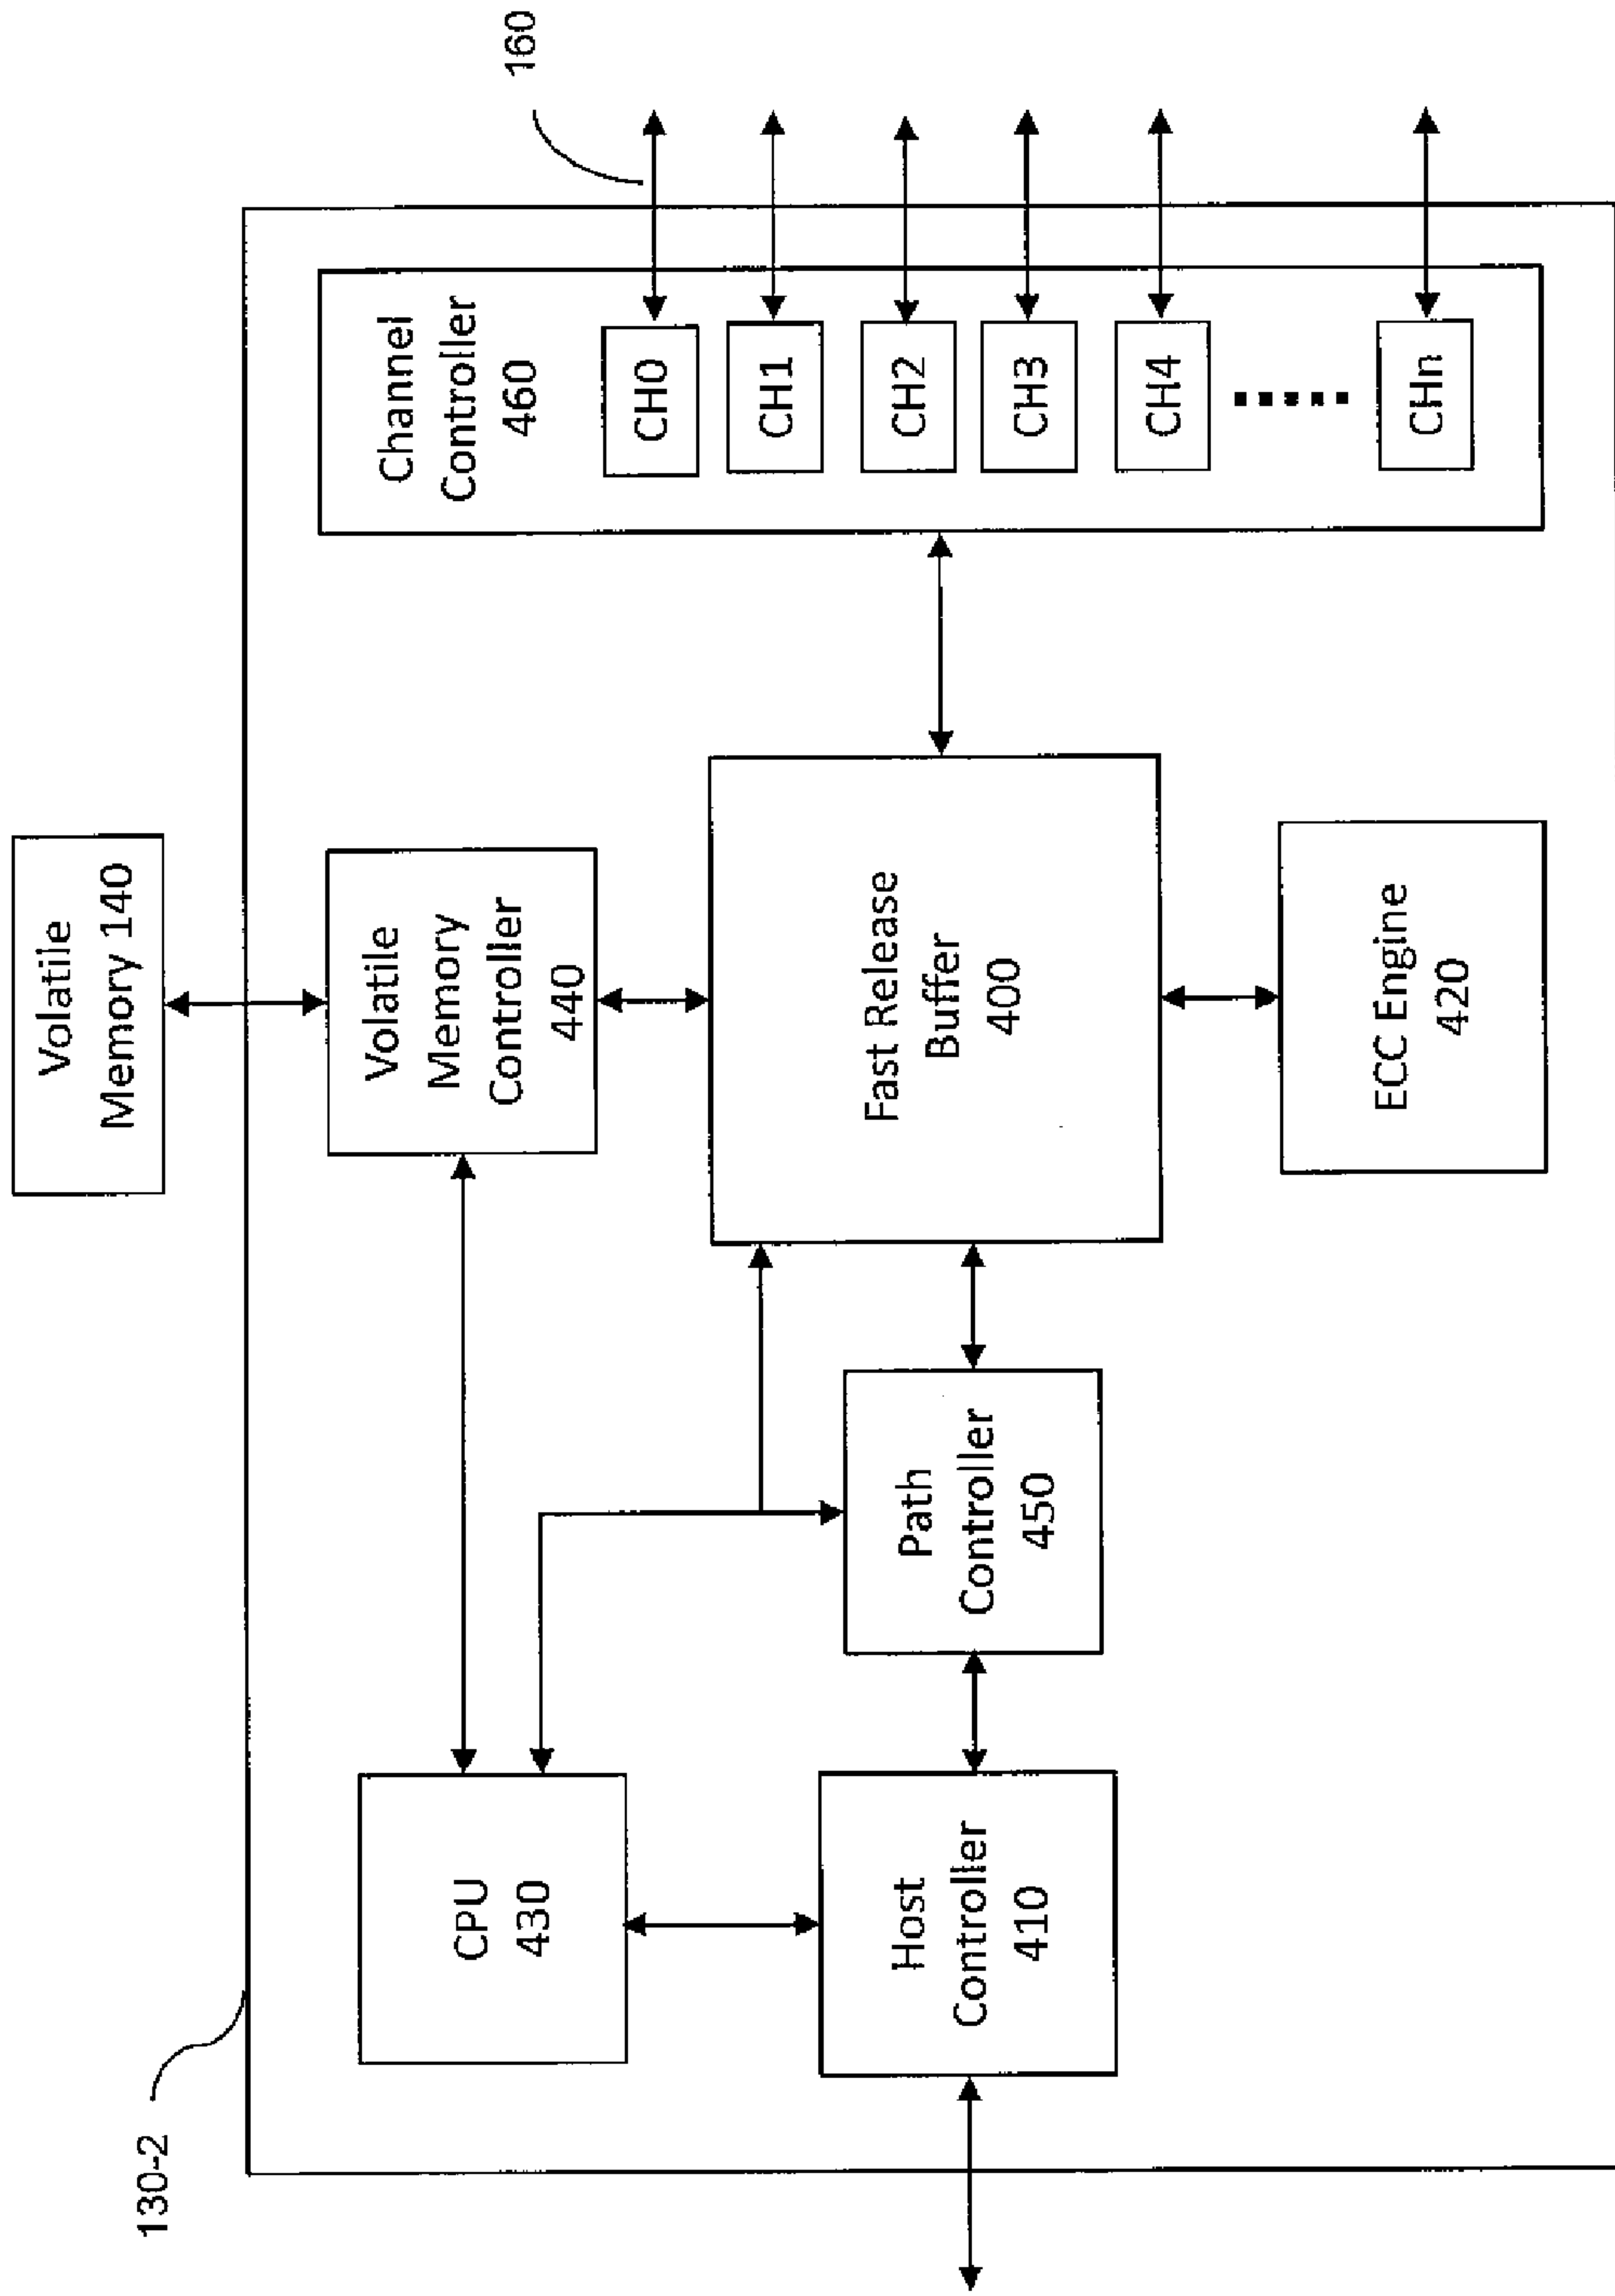 130-2
Volatile
Memory 140
160
CPU
430
Volatile
Memory
Controller
440
Channel
Controller
460
CH0
CH1
CH2
CH3
CH4
CHn
Host
Controller
410
Path
Controller
450
Fast Release
Buffer
400
ECC Engine
420